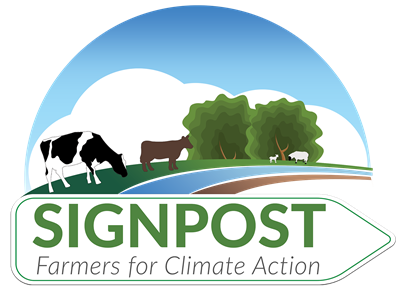 SIGNPOST
Farmers for Climate Action